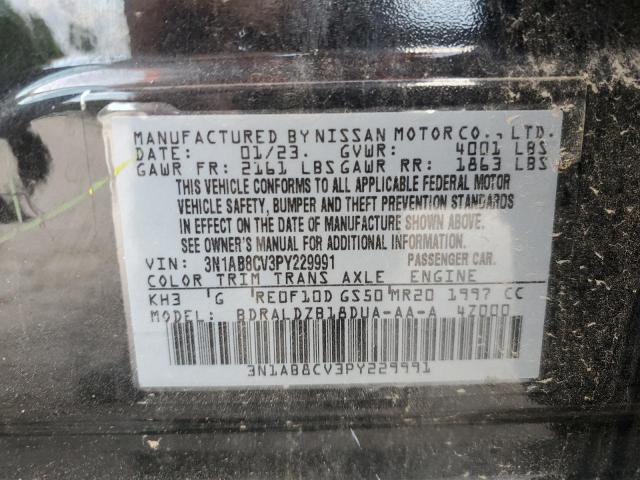 MANUFACTURED BY NISSAN MOTOR CO., LTD.
DATE: 01/23. GVWR: 4001 LBS
GAWR FR: 2161 LBS GAWR RR: 1863 LBS
THIS VEHICLE CONFORMS TO ALL APPLICABLE FEDERAL MOTOR
VEHICLE SAFETY, BUMPER AND THEFT PREVENTION STANDARDS
IN EFFECT ON THE DATE OF MANUFACTURE SHOWN ABOVE.
SEE OWNER'S MANUAL FOR ADDITIONAL INFORMATION.
VIN: 3N1AB8CV3PY229991 PASSENGER CAR.
COLOR TRIM TRANS AXLE ENGINE
KH3 G RE0F10D GS50 MR20 1997 CC
MODEL: BDRALDZB18DUA-AA-A 4Z000
3N1AB8CV3PY229991